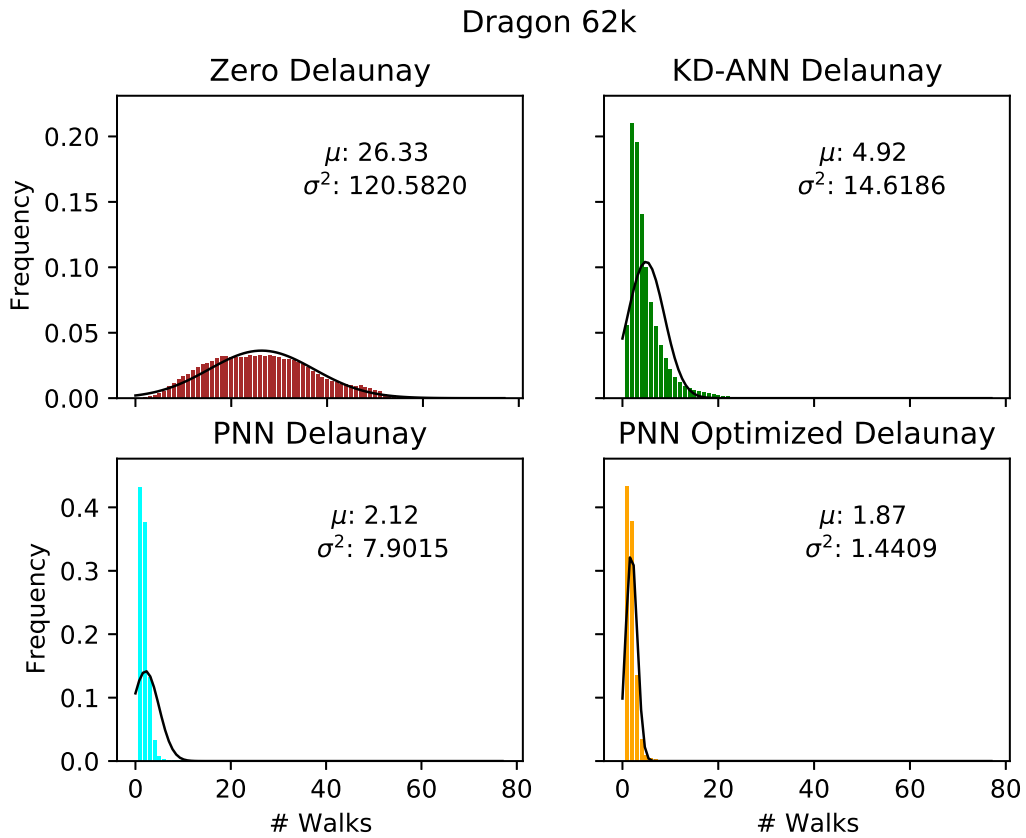 Dragon 62k
Zero Delaunay
KD-ANN Delaunay
Frequency
0.20
0.15
0.10
0.05
0.00
μ: 26.33
σ²: 120.5820
μ: 4.92
σ²: 14.6186
PNN Delaunay
PNN Optimized Delaunay
Frequency
0.4
0.3
0.2
0.1
0.0
μ: 2.12
σ²: 7.9015
μ: 1.87
σ²: 1.4409
0 20 40 60 80
0 20 40 60 80
# Walks
# Walks